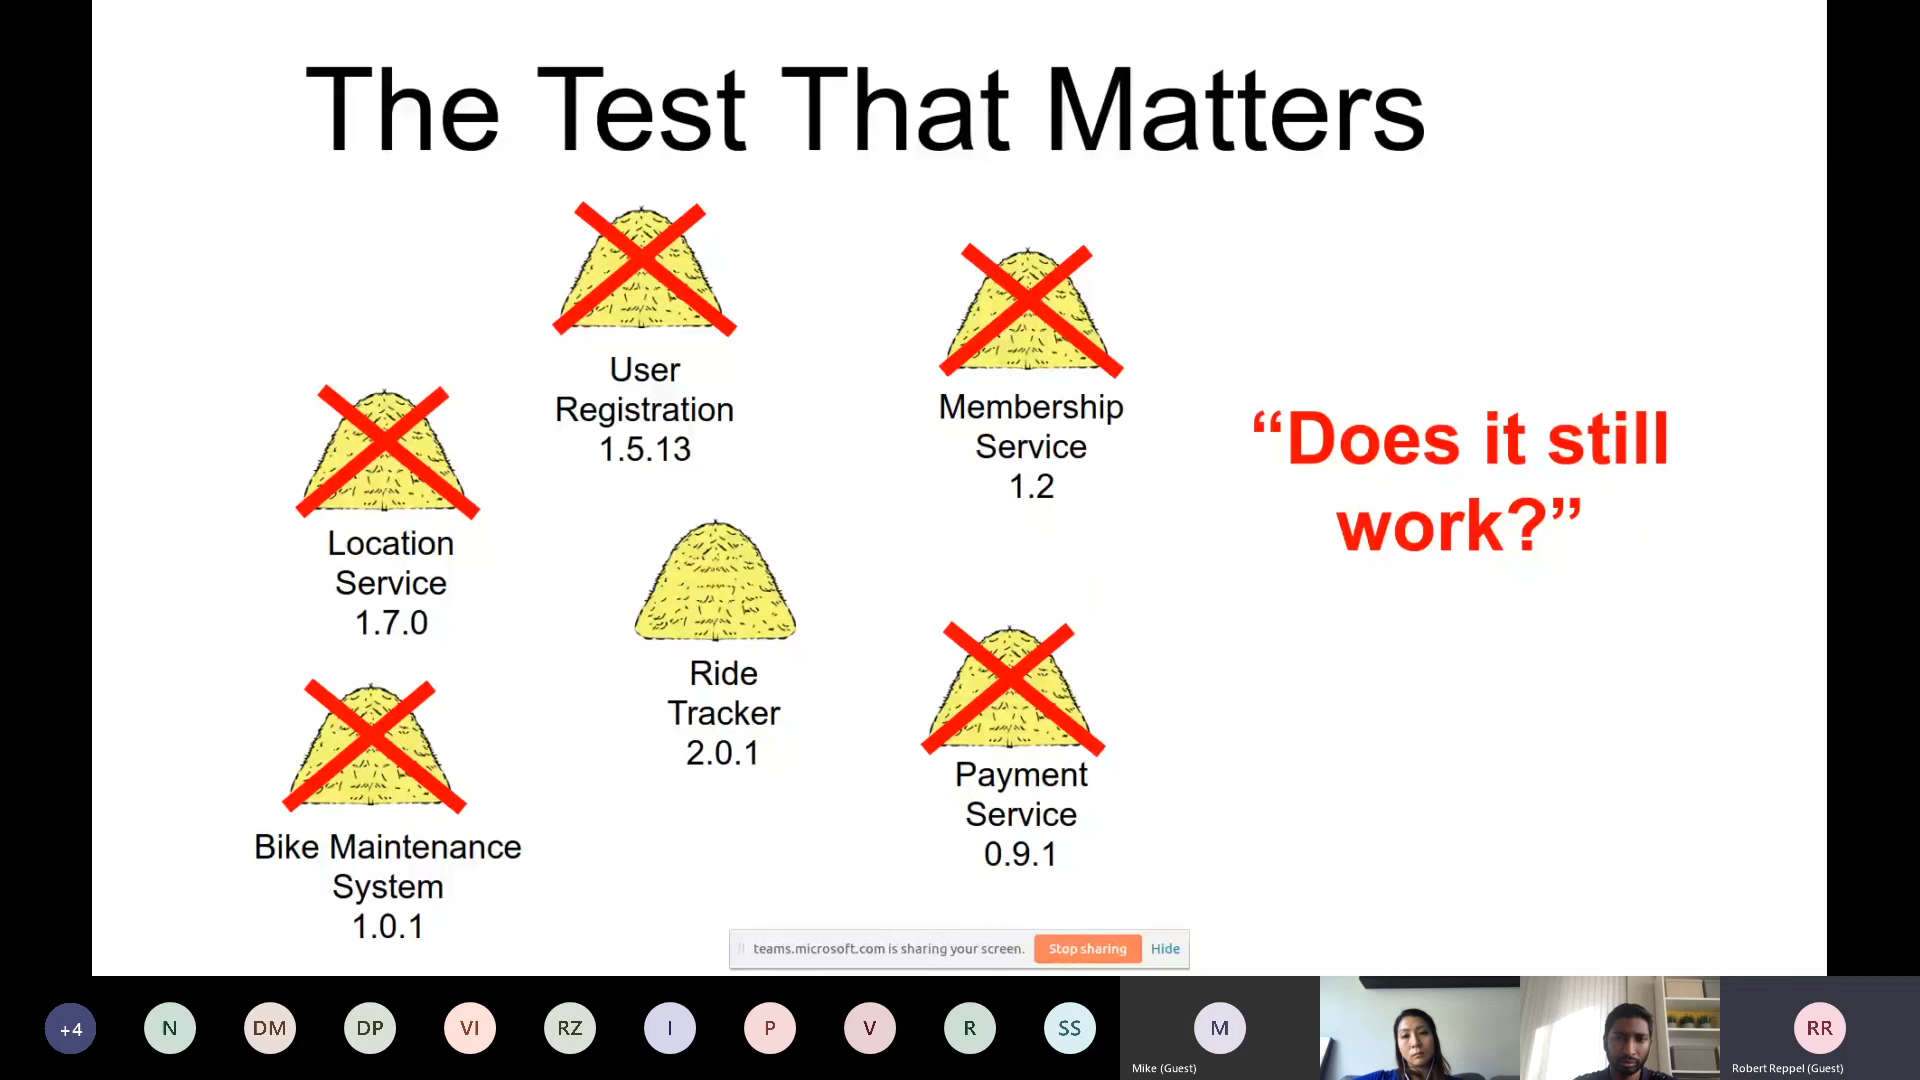 The Test That Matters
User
Registration
1.5.13
Membership
Service
1.2
Location
Service
1.7.0
“Does it still
work?”
Ride
Tracker
2.0.1
Bike Maintenance
System
1.0.1
Payment
Service
0.9.1
teams.microsoft.com is sharing your screen. Stop sharing Hide
+4 N DM DP VI RZ I P V R SS M RR
Mike (Guest) Robert Reppel (Guest)